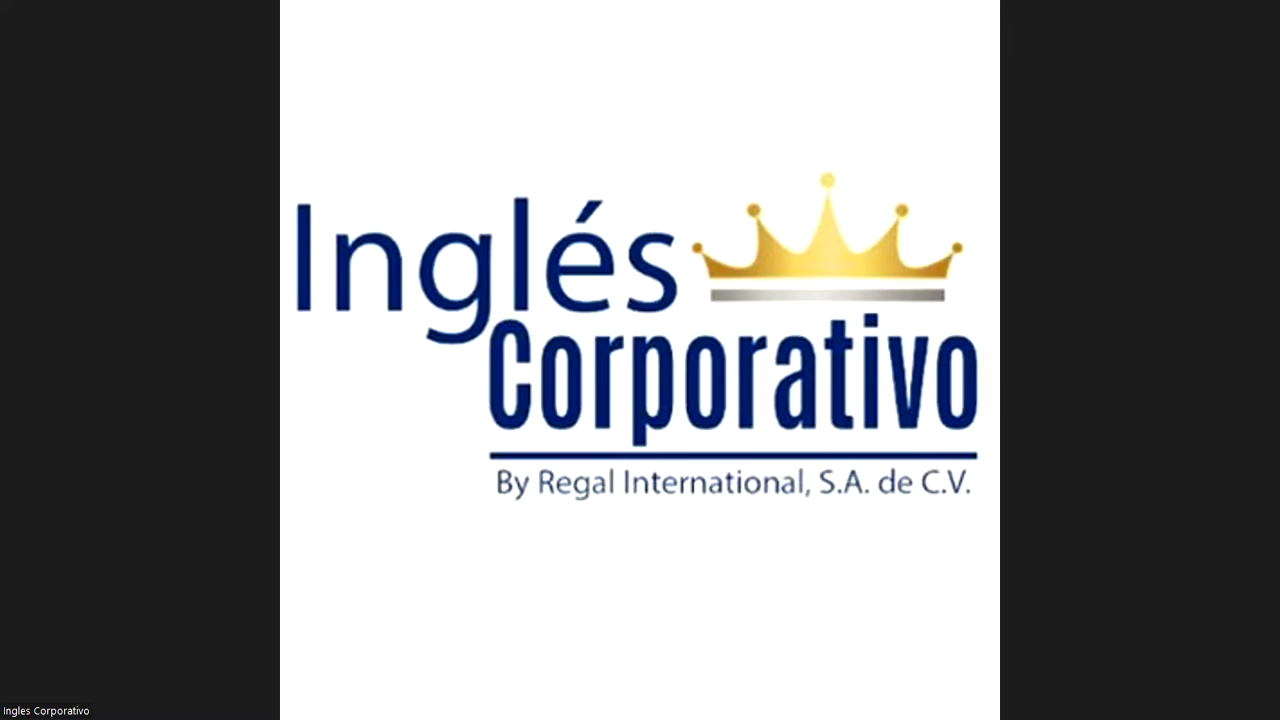 Inglés
Corporativo
By Regal International, S.A. de C.V.
Ingles Corporativo